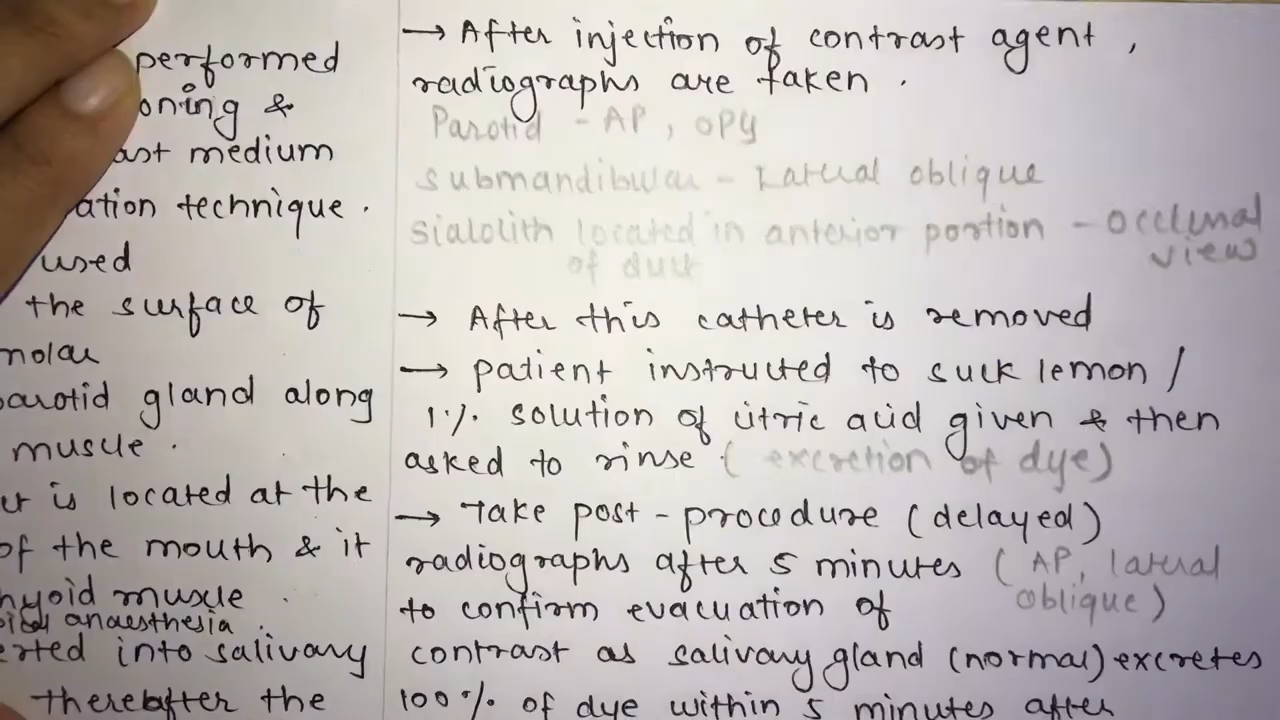 performed
oning &
ast medium
ation technique.
used
the surface of
molar
parotid gland along
muscle.
is located at the
of the mouth & it
hyoid muscle.
anaesthesia.
erted into salivary
thereafter the
→ After injection of contrast agent,
radiographs are taken.
Parotid - AP, OPG
submandibular - Lateral oblique
Sialolith located in anterior portion - Occlusal
of duct view
→ After this catheter is removed
→ patient instructed to suck lemon /
1% solution of citric acid given & then
asked to rinse. (excretion of dye)
→ Take post-procedure (delayed)
radiographs after 5 minutes (AP, lateral
oblique)
to confirm evacuation of
contrast as salivary gland (normal) excretes
100% of dye within 5 minutes after